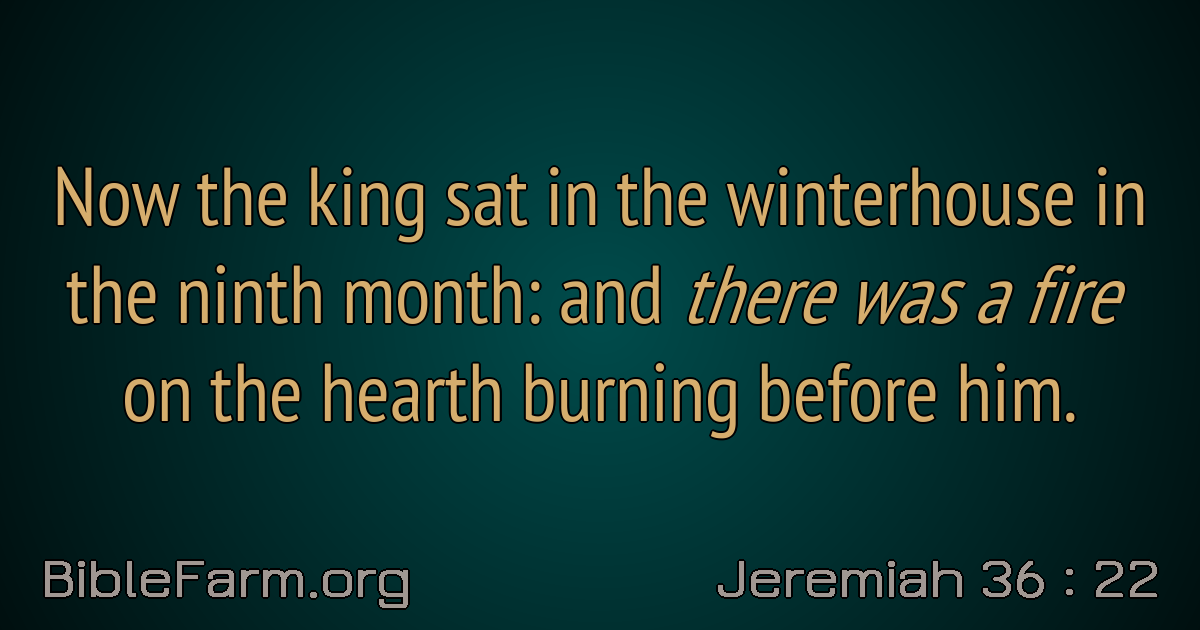 Now the king sat in the winterhouse in
the ninth month: and there was a fire
on the hearth burning before him.
BibleFarm.org
Jeremiah 36 : 22